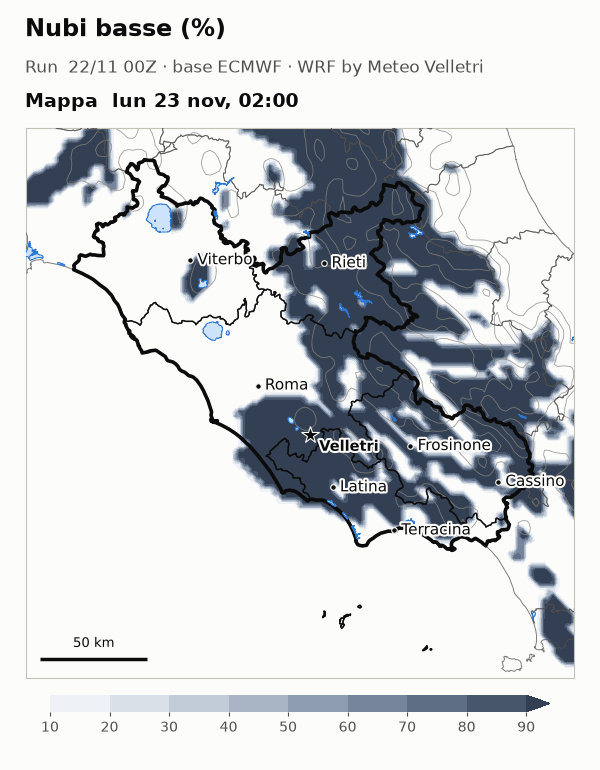 Nubi basse (%)
Run  22/11 00Z · base ECMWF · WRF by Meteo Velletri
Mappa  lun 23 nov, 02:00
Viterbo
Rieti
Roma
Velletri
Frosinone
Latina
Cassino
Terracina
50 km
10 20 30 40 50 60 70 80 90